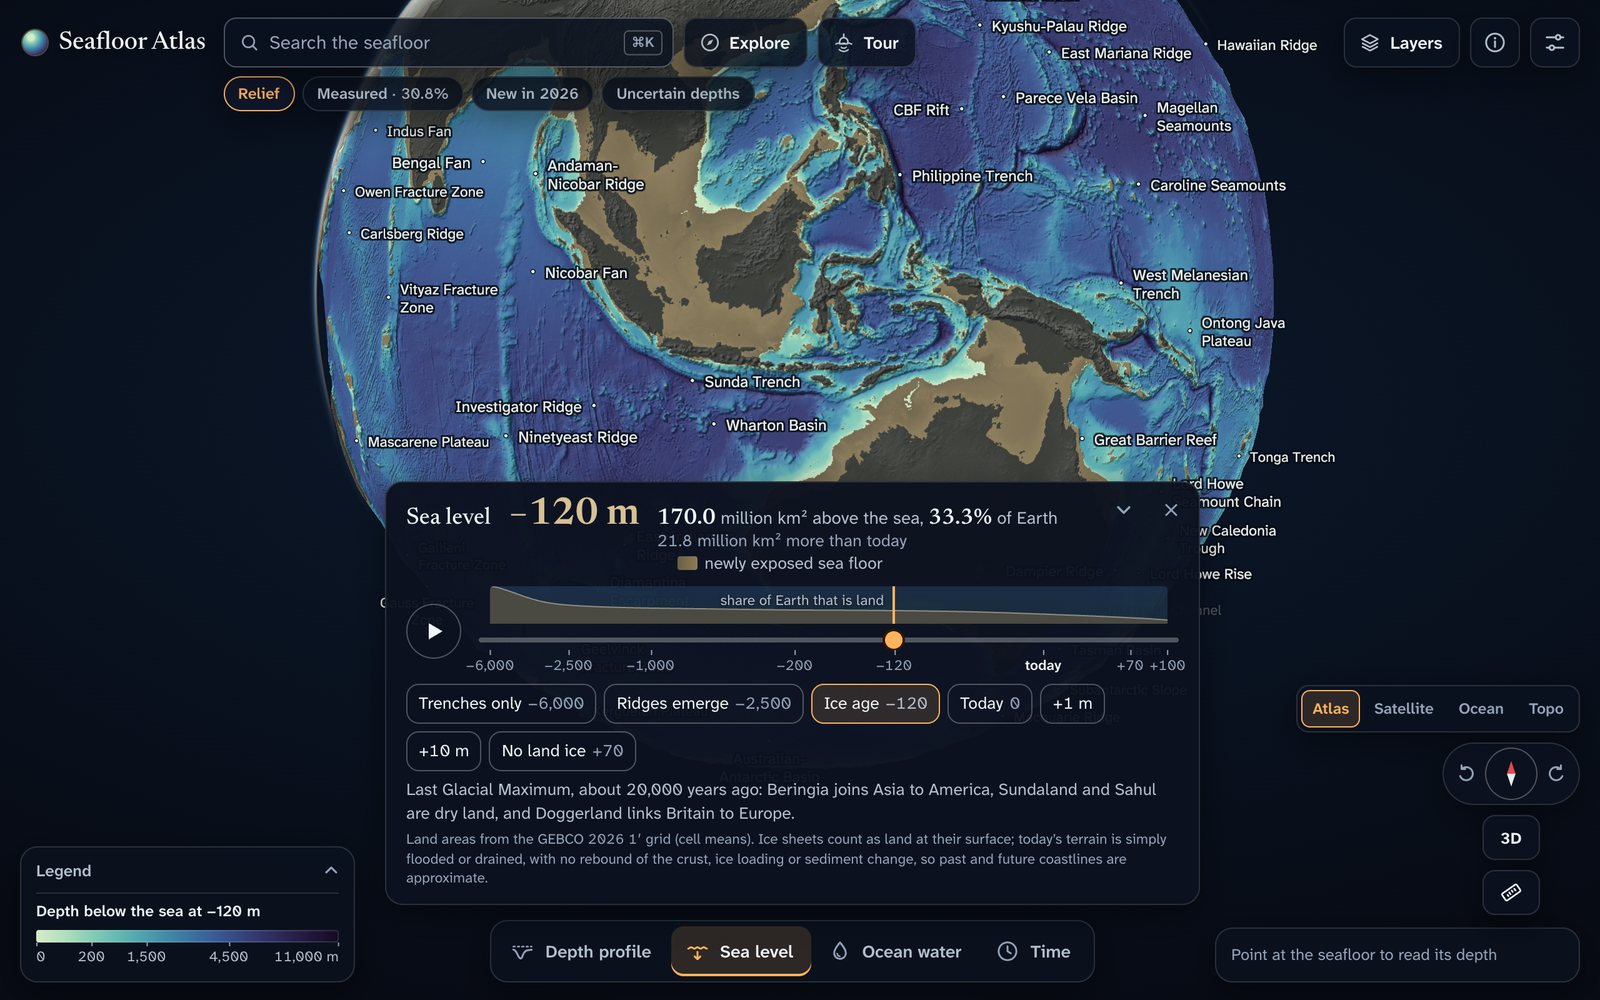 Seafloor Atlas
Search the seafloor
⌘K
Explore
Tour
Layers
Relief
Measured · 30.8%
New in 2026
Uncertain depths
Kyushu-Palau Ridge
East Mariana Ridge
Hawaiian Ridge
CBF Rift
Parece Vela Basin
Magellan
Seamounts
Indus Fan
Bengal Fan
Andaman-
Nicobar Ridge
Owen Fracture Zone
Philippine Trench
Caroline Seamounts
Carlsberg Ridge
Nicobar Fan
Vityaz Fracture
Zone
West Melanesian
Trench
Ontong Java
Plateau
Sunda Trench
Investigator Ridge
Wharton Basin
Mascarene Plateau
Ninetyeast Ridge
Great Barrier Reef
Tonga Trench
Lord Howe
Seamount Chain
New Caledonia
Trough
Lord Howe Rise
Dampier Ridge
Sea level
−120 m
170.0 million km² above the sea, 33.3% of Earth
21.8 million km² more than today
newly exposed sea floor
share of Earth that is land
−6,000
−2,500
−1,000
−200
−120
today
+70
+100
Trenches only −6,000
Ridges emerge −2,500
Ice age −120
Today 0
+1 m
+10 m
No land ice +70
Last Glacial Maximum, about 20,000 years ago: Beringia joins Asia to America, Sundaland and Sahul
are dry land, and Doggerland links Britain to Europe.
Land areas from the GEBCO 2026 1′ grid (cell means). Ice sheets count as land at their surface; today's terrain is simply
flooded or drained, with no rebound of the crust, ice loading or sediment change, so past and future coastlines are
approximate.
Atlas
Satellite
Ocean
Topo
3D
Legend
Depth below the sea at −120 m
0
200
1,500
4,500
11,000 m
Depth profile
Sea level
Ocean water
Time
Point at the seafloor to read its depth